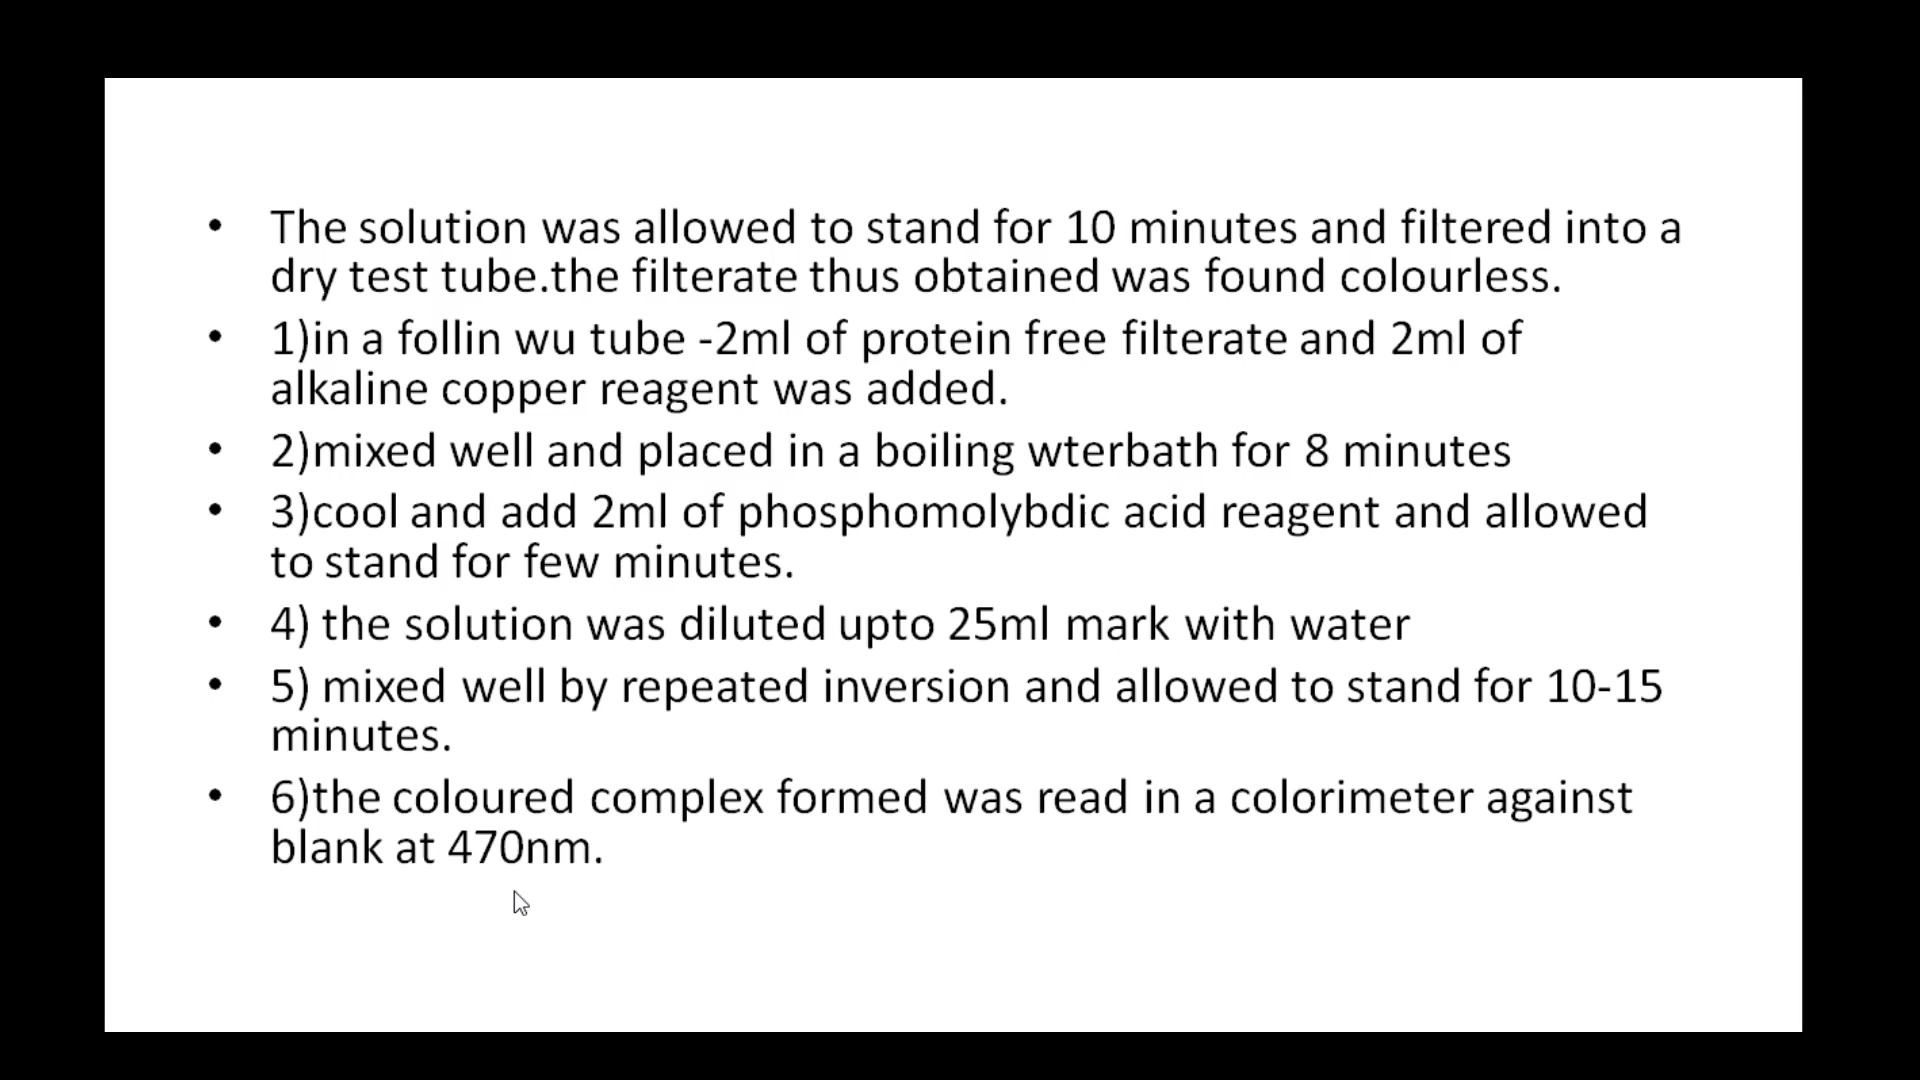 • The solution was allowed to stand for 10 minutes and filtered into a
dry test tube.the filterate thus obtained was found colourless.
• 1)in a follin wu tube -2ml of protein free filterate and 2ml of
alkaline copper reagent was added.
• 2)mixed well and placed in a boiling wterbath for 8 minutes
• 3)cool and add 2ml of phosphomolybdic acid reagent and allowed
to stand for few minutes.
• 4) the solution was diluted upto 25ml mark with water
• 5) mixed well by repeated inversion and allowed to stand for 10-15
minutes.
• 6)the coloured complex formed was read in a colorimeter against
blank at 470nm.